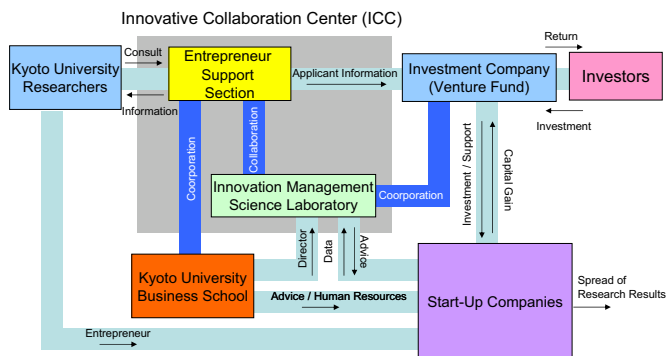 Innovative Collaboration Center (ICC)
Consult
Return
Kyoto University
Researchers
Entrepreneur
Support
Section
Applicant Information
Investment Company
(Venture Fund)
Investors
Information
Investment
Coorporation
Collaboration
Innovation Management
Science Laboratory
Coorporation
Investment / Support
Capital Gain
Director
Data
Advice
Kyoto University
Business School
Advice / Human Resources
Start-Up Companies
Spread of
Research Results
Entrepreneur